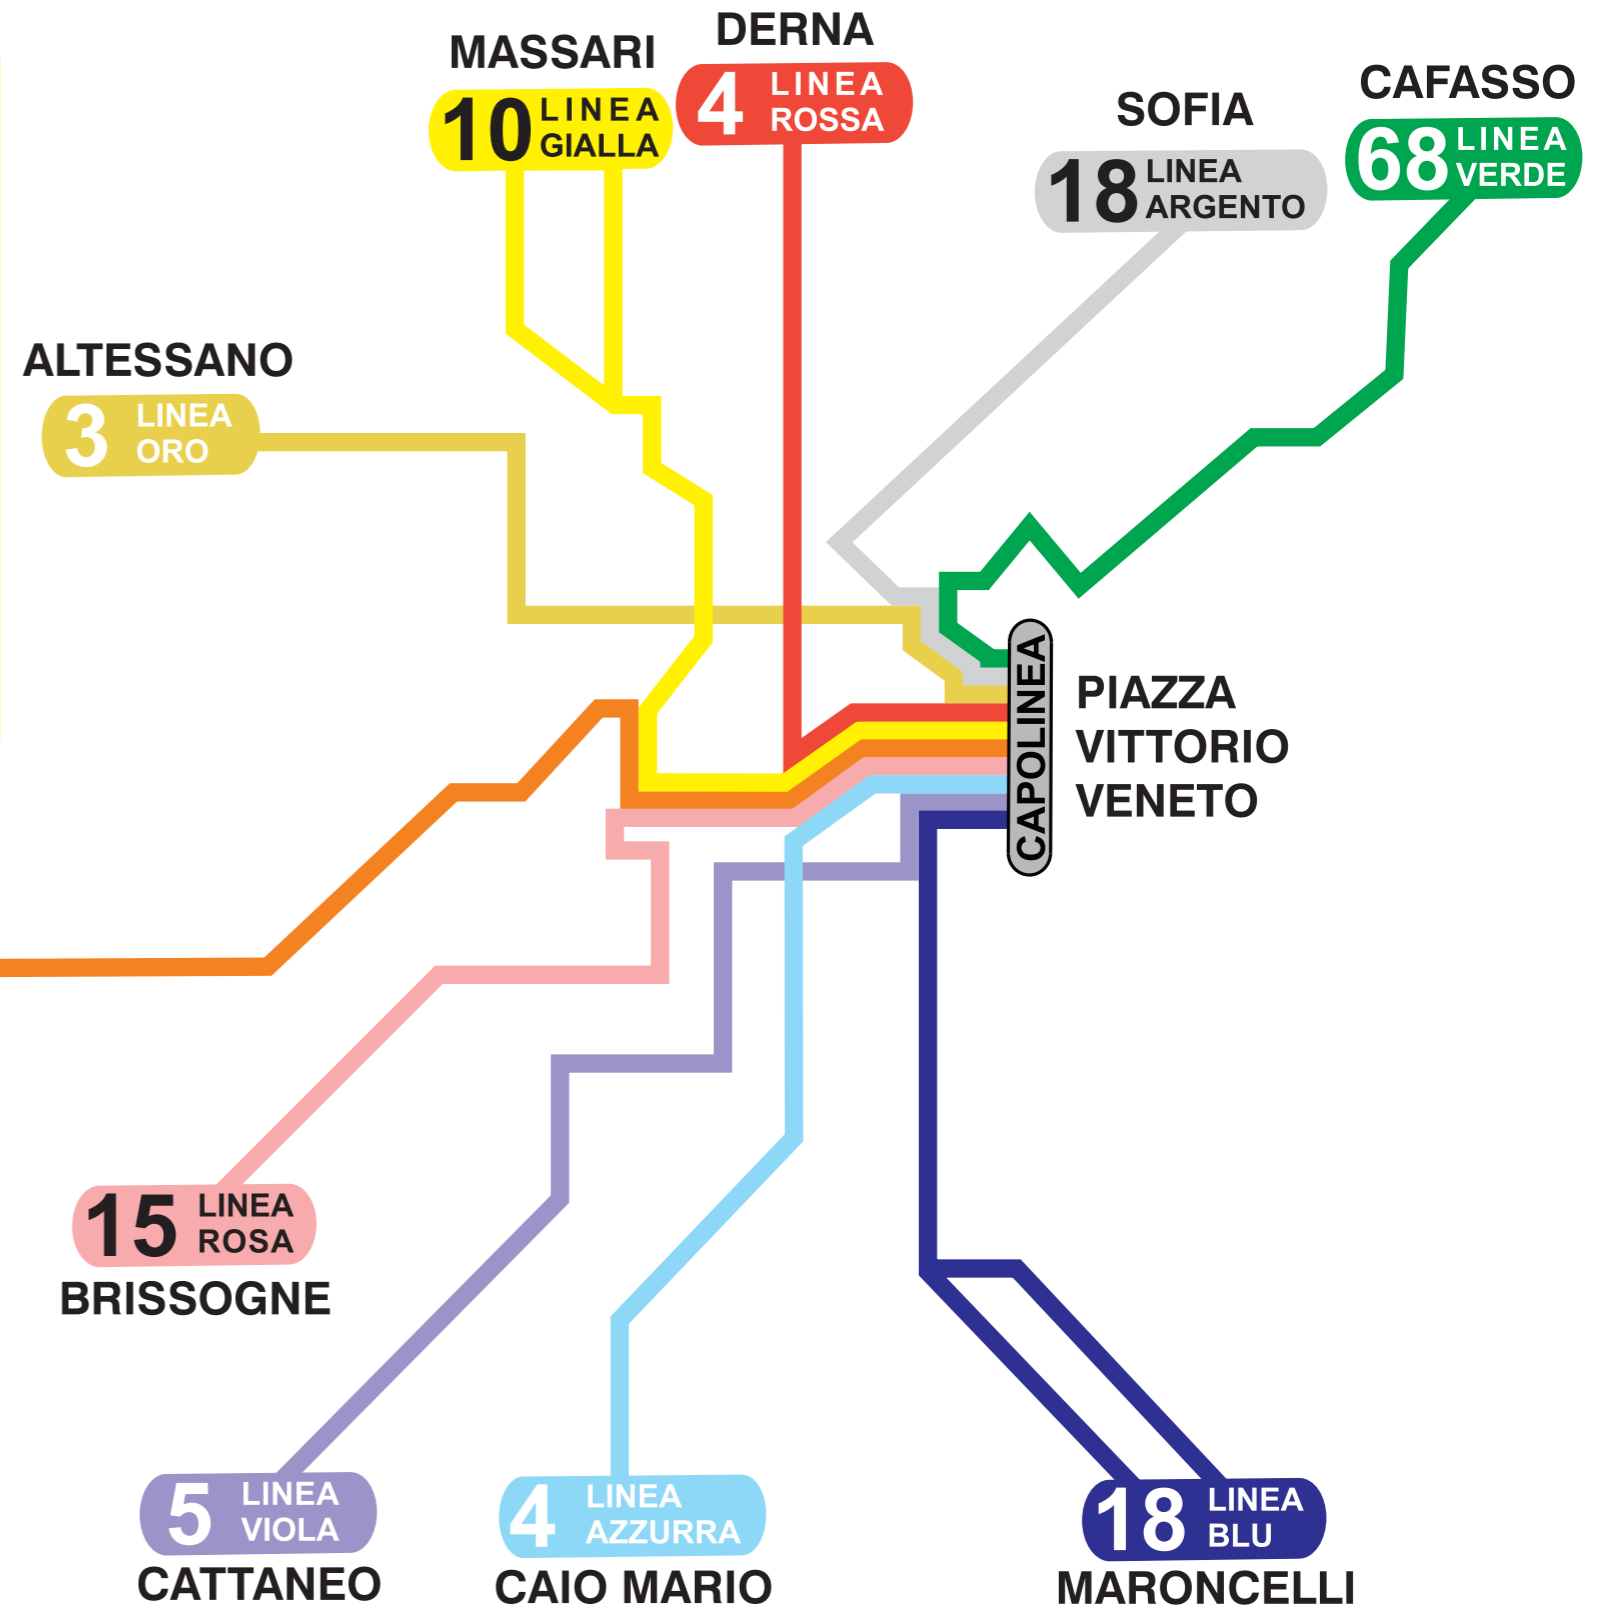 DERNA
4 LINEA
ROSSA
MASSARI
10 LINEA
GIALLA
CAFASSO
68 LINEA
VERDE
SOFIA
18 LINEA
ARGENTO
ALTESSANO
3 LINEA
ORO
CAPOLINEA
PIAZZA
VITTORIO
VENETO
15 LINEA
ROSA
BRISSOGNE
5 LINEA
VIOLA
CATTANEO
4 LINEA
AZZURRA
CAIO MARIO
18 LINEA
BLU
MARONCELLI